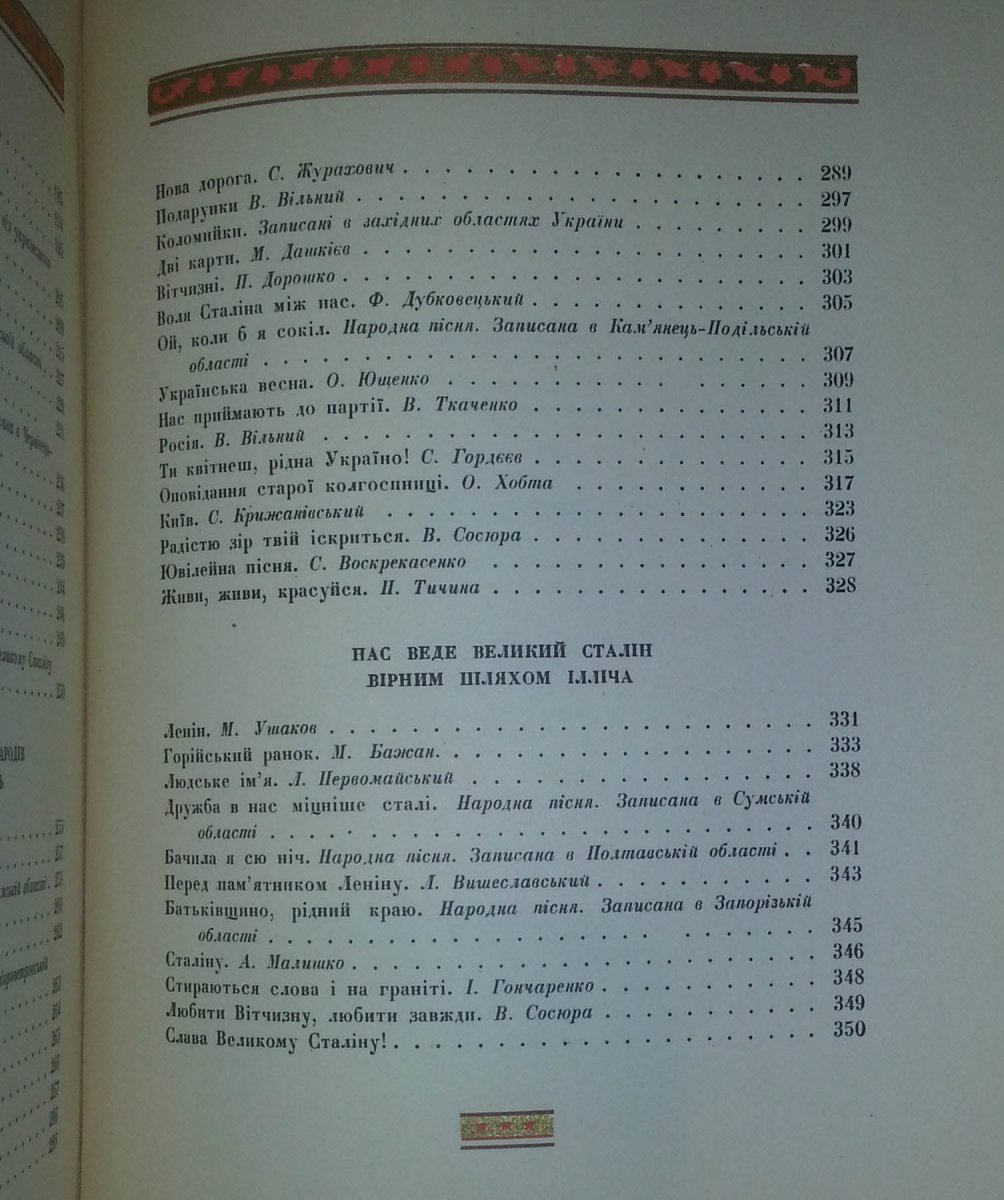 Нова дорога. С. Журахович . . . . . . . . . . . . . . . . . . . 289
Подарунки В. Вільний . . . . . . . . . . . . . . . . . . . . . 297
Коломийки. Записані в західних областях України . . . . . . . . 299
Дві карти. М. Дашкієв . . . . . . . . . . . . . . . . . . . . . 301
Вітчизні. П. Дорошко . . . . . . . . . . . . . . . . . . . . . 303
Воля Сталіна між нас. Ф. Дубковецький . . . . . . . . . . . . . 305
Ой, коли б я сокіл. Народна пісня. Записана в Кам’янець-Подільській
області . . . . . . . . . . . . . . . . . . . . . . . . . . . 307
Українська весна. О. Ющенко . . . . . . . . . . . . . . . . . 309
Нас приймають до партії. В. Ткаченко . . . . . . . . . . . . . 311
Росія. В. Вільний . . . . . . . . . . . . . . . . . . . . . . 313
Ти квітнеш, рідна Україно! С. Гордєєв . . . . . . . . . . . . 315
Оповідання старої колгоспниці. О. Хобта . . . . . . . . . . . 317
Київ. С. Крижанівський . . . . . . . . . . . . . . . . . . . . 323
Радістю зір твій іскриться. В. Сосюра . . . . . . . . . . . . 326
Ювілейна пісня. С. Воскрекасенко . . . . . . . . . . . . . . . 327
Живи, живи, красуйся. П. Тичина . . . . . . . . . . . . . . . 328
НАС ВЕДЕ ВЕЛИКИЙ СТАЛІН
ВІРНИМ ШЛЯХОМ ІЛЛІЧА
Ленін. М. Ушаков . . . . . . . . . . . . . . . . . . . . . . . 331
Горійський ранок. М. Бажан. . . . . . . . . . . . . . . . . . 333
Людське ім’я. Л. Первомайський . . . . . . . . . . . . . . . . 338
Дружба в нас міцніше сталі. Народна пісня. Записана в Сумській
області . . . . . . . . . . . . . . . . . . . . . . . . . . . 340
Бачила я сю ніч. Народна пісня. Записана в Полтавській області . . 341
Перед пам’ятником Леніну. Л. Вишеславський . . . . . . . . . . 343
Батьківщино, рідний краю. Народна пісня. Записана в Запорізькій
області . . . . . . . . . . . . . . . . . . . . . . . . . . . 345
Сталіну. А. Малишко . . . . . . . . . . . . . . . . . . . . . 346
Стираються слова і на граніті. І. Гончаренко . . . . . . . . . 348
Любити Вітчизну, любити завжди. В. Сосюра . . . . . . . . . . 349
Слава Великому Сталіну! . . . . . . . . . . . . . . . . . . . 350